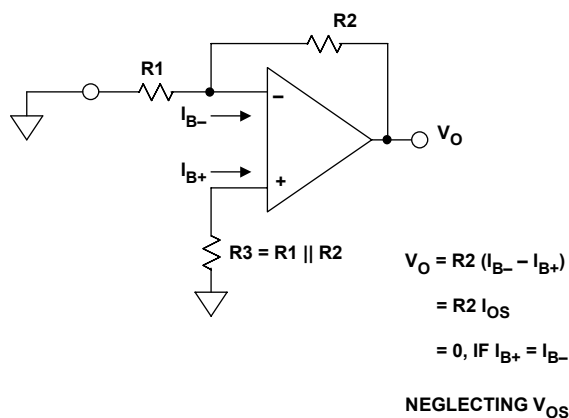 R2
R1
–
I_B–
V_O
I_B+
+
R3 = R1 || R2
V_O = R2 (I_B– – I_B+)
= R2 I_OS
= 0, IF I_B+ = I_B–
NEGLECTING V_OS